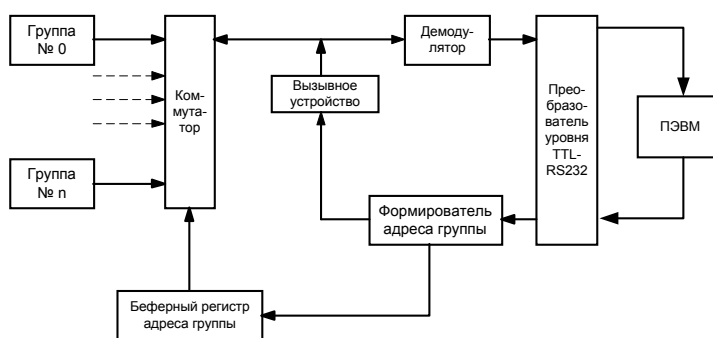 Группа
№ 0
Ком-
мута-
тор
Демоду-
лятор
Вызывное
устройство
Прео-
бразо-
ватель
уровня
TTL-
RS232
ПЭВМ
Группа
№ n
Формирователь
адреса группы
Беферный регистр
адреса группы